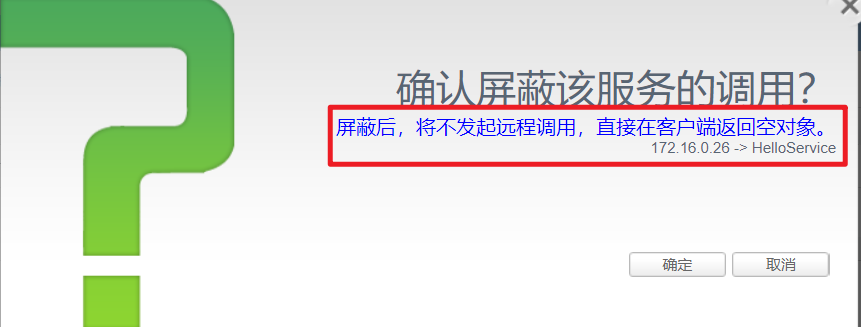 确认屏蔽该服务的调用？
屏蔽后，将不发起远程调用，直接在客户端返回空对象。
172.16.0.26 -> HelloService
确定
取消